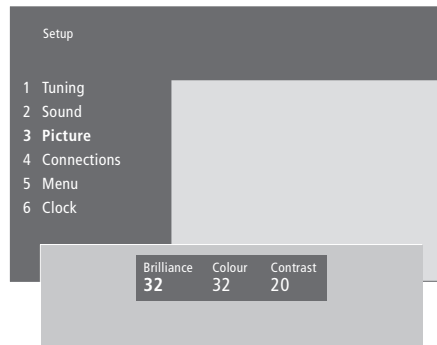 Setup
1 Tuning
2 Sound
3 Picture
4 Connections
5 Menu
6 Clock
Brilliance Colour Contrast
32 32 20